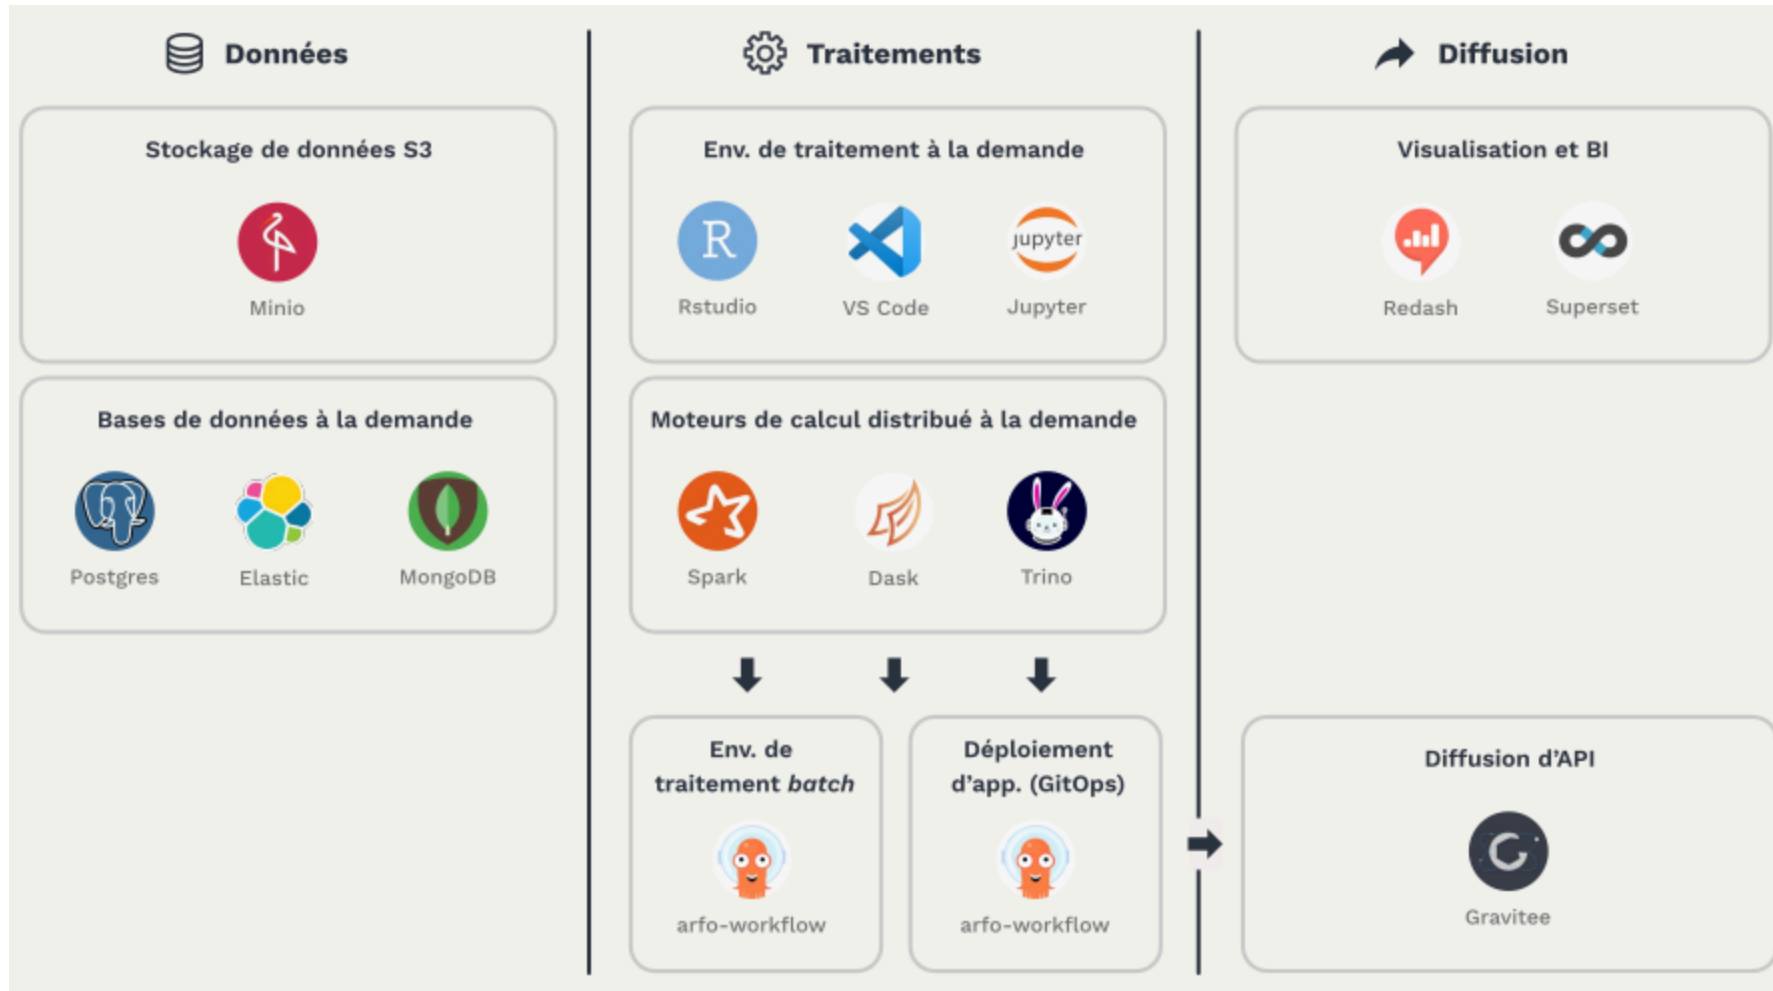 Données
Stockage de données S3
Minio
Bases de données à la demande
Postgres
Elastic
MongoDB
Traitements
Env. de traitement à la demande
Rstudio
VS Code
jupyter
Jupyter
Moteurs de calcul distribué à la demande
Spark
Dask
Trino
Env. de
traitement batch
arfo-workflow
Déploiement
d'app. (GitOps)
arfo-workflow
Diffusion
Visualisation et BI
Redash
Superset
Diffusion d'API
Gravitee